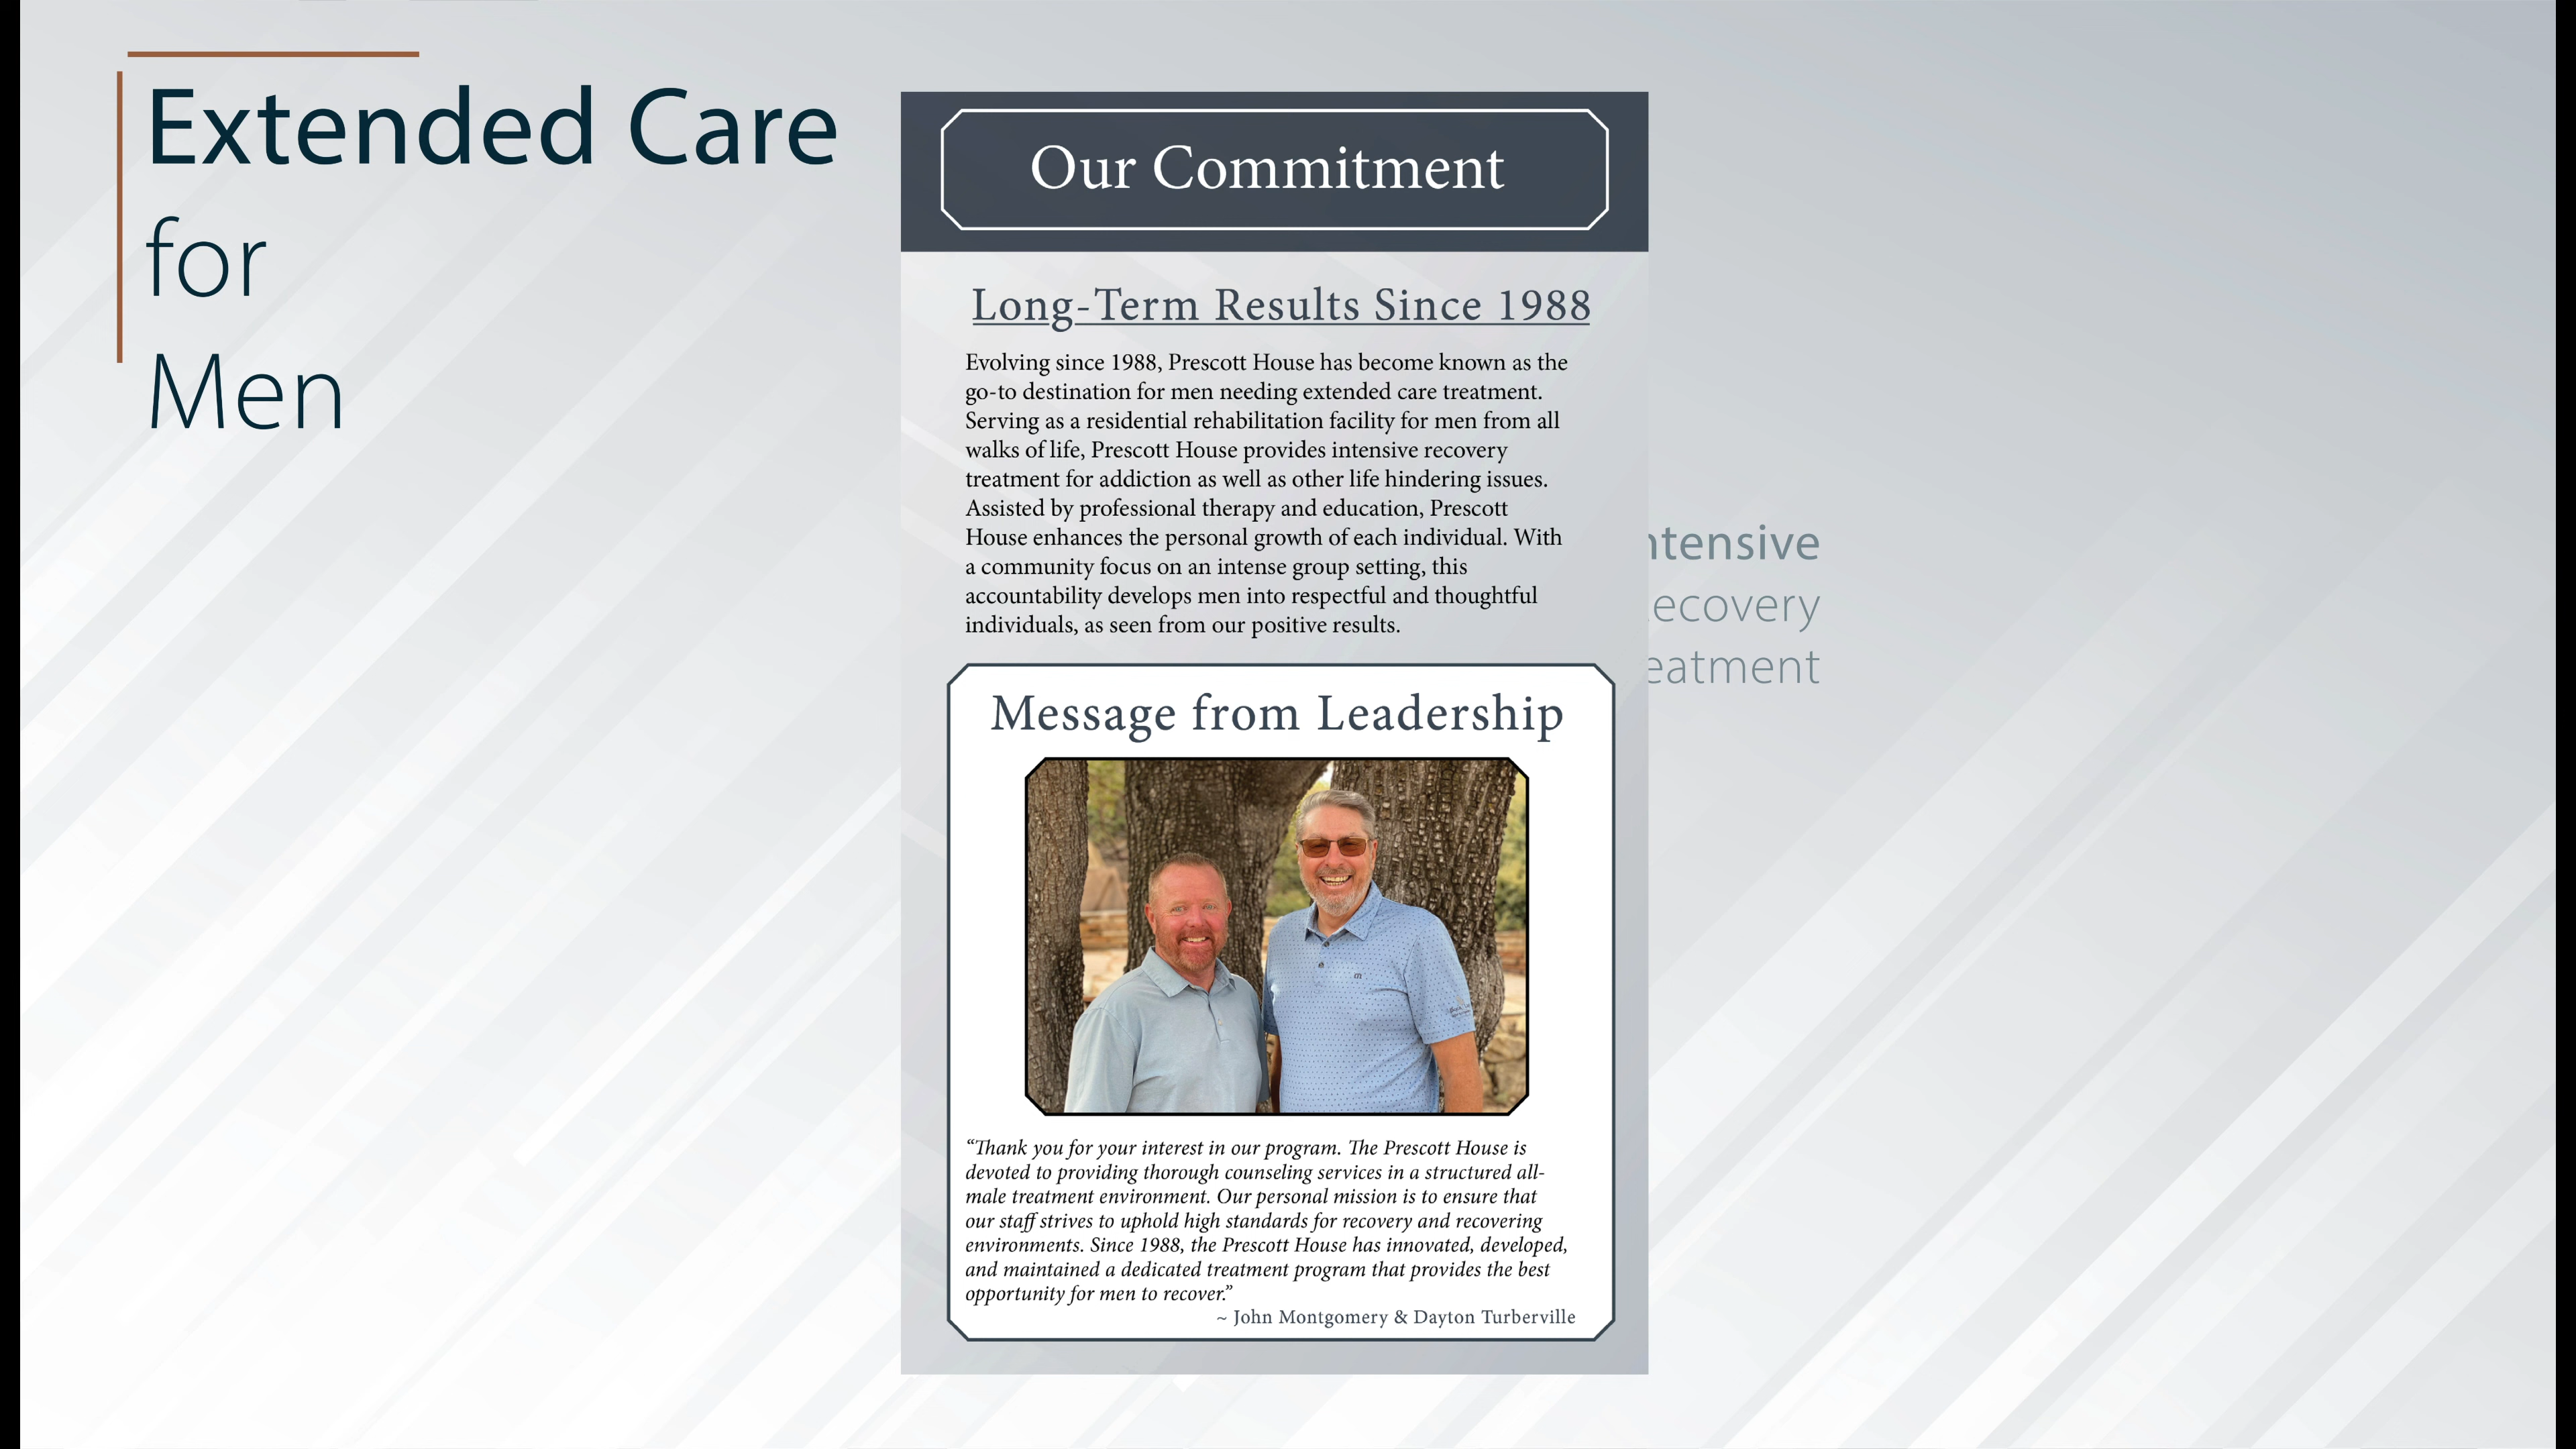 Extended Care
for
Men
Our Commitment
Long-Term Results Since 1988
Evolving since 1988, Prescott House has become known as the
go-to destination for men needing extended care treatment.
Serving as a residential rehabilitation facility for men from all
walks of life, Prescott House provides intensive recovery
treatment for addiction as well as other life hindering issues.
Assisted by professional therapy and education, Prescott
House enhances the personal growth of each individual. With
a community focus on an intense group setting, this
accountability develops men into respectful and thoughtful
individuals, as seen from our positive results.
ntensive
ecovery
eatment
Message from Leadership
“Thank you for your interest in our program. The Prescott House is
devoted to providing thorough counseling services in a structured all-
male treatment environment. Our personal mission is to ensure that
our staff strives to uphold high standards for recovery and recovering
environments. Since 1988, the Prescott House has innovated, developed,
and maintained a dedicated treatment program that provides the best
opportunity for men to recover.”
~ John Montgomery & Dayton Turberville